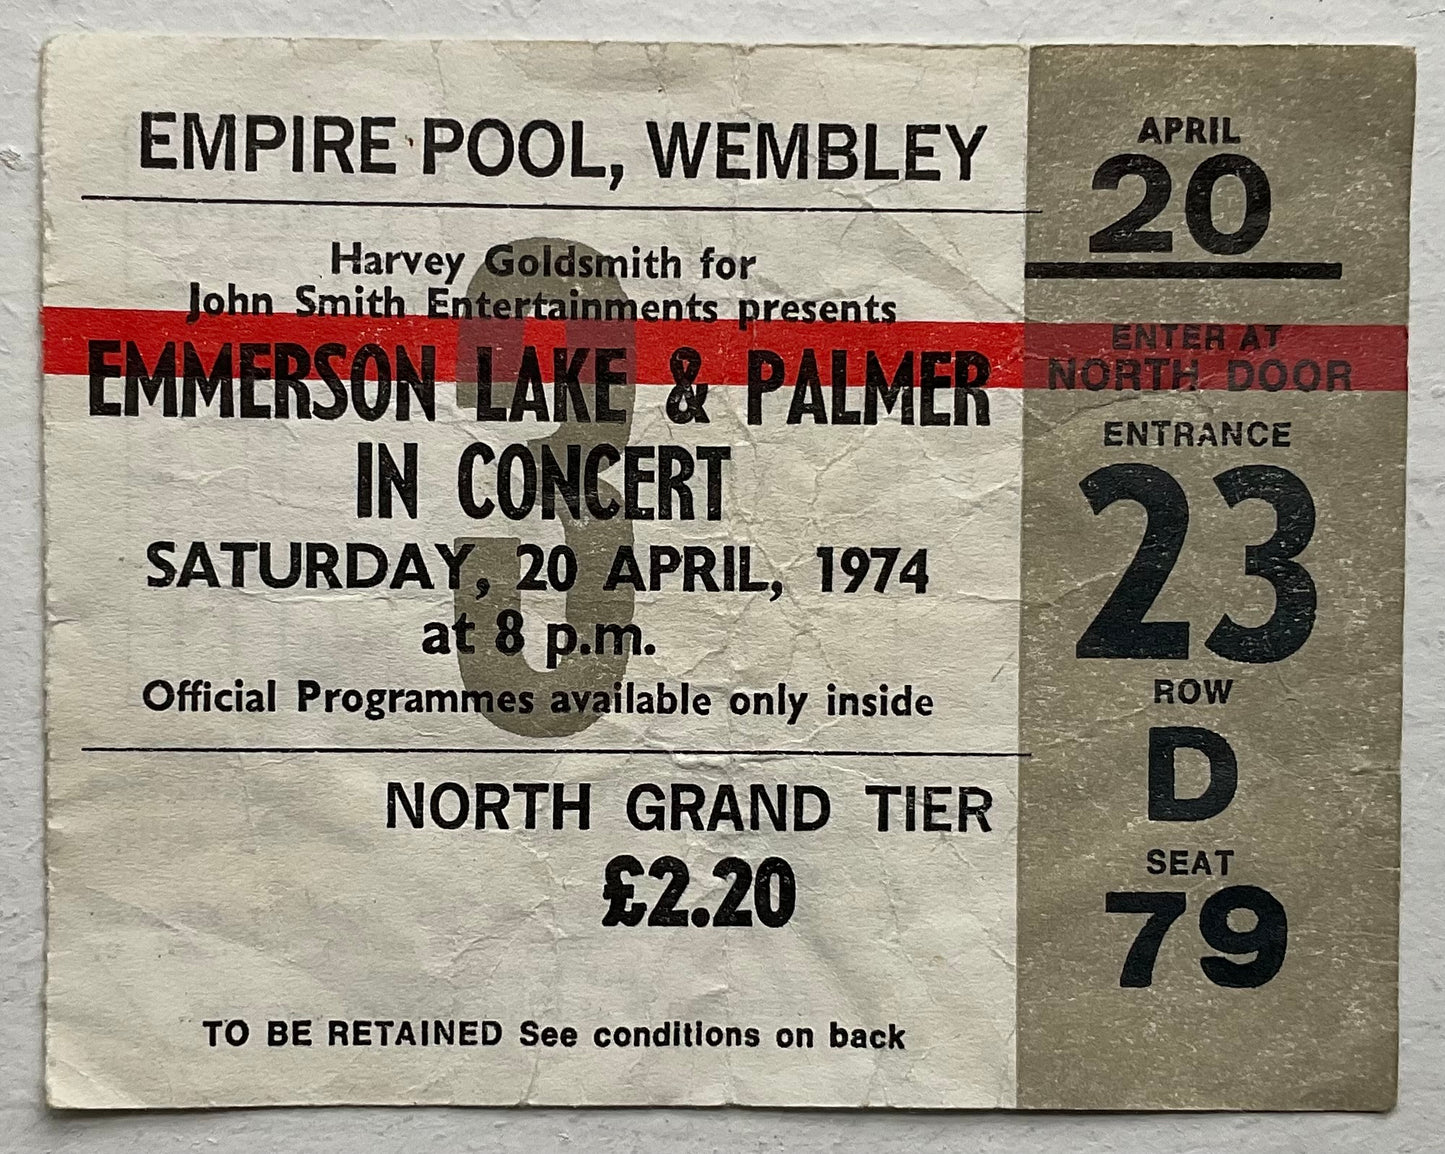 EMPIRE POOL, WEMBLEY
Harvey Goldsmith for
John Smith Entertainments presents
EMMERSON LAKE & PALMER
IN CONCERT
SATURDAY, 20 APRIL, 1974
at 8 p.m.
Official Programmes available only inside
3
NORTH GRAND TIER
£2.20
TO BE RETAINED See conditions on back
APRIL
20
ENTER AT
NORTH DOOR
ENTRANCE
23
ROW
D
SEAT
79